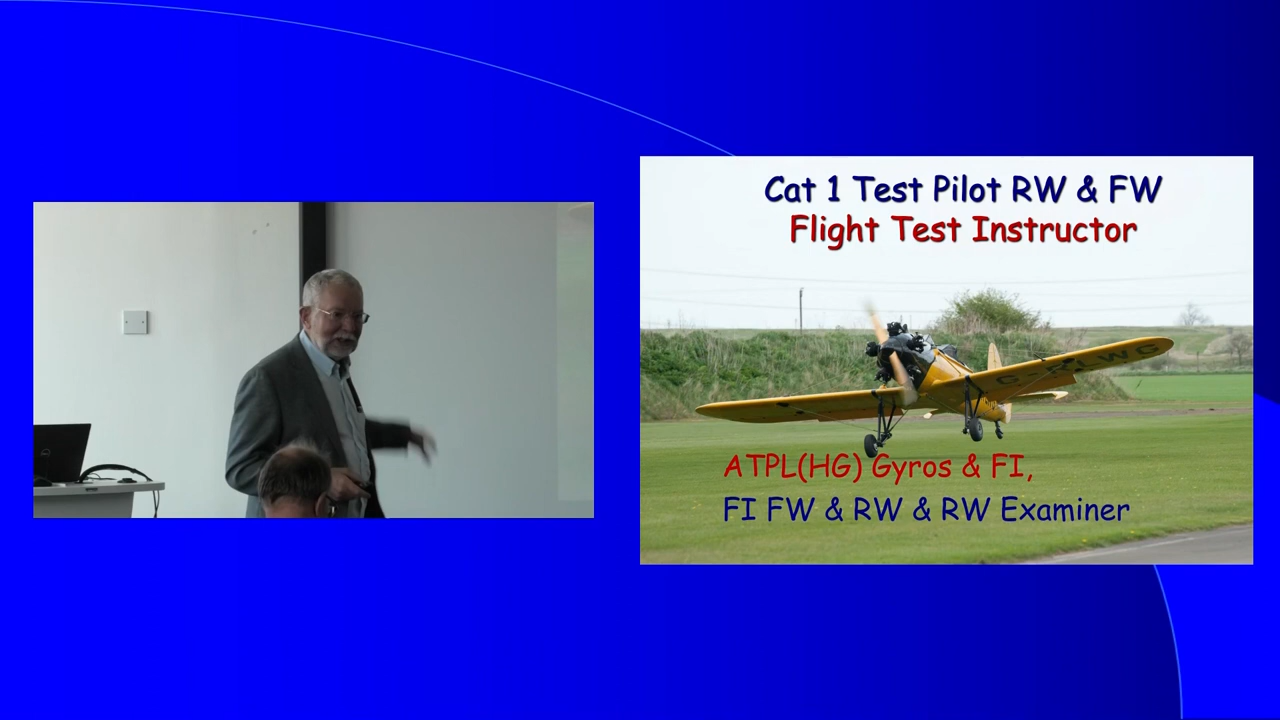 Cat 1 Test Pilot RW & FW
Flight Test Instructor
ATPL(HG) Gyros & FI,
FI FW & RW & RW Examiner